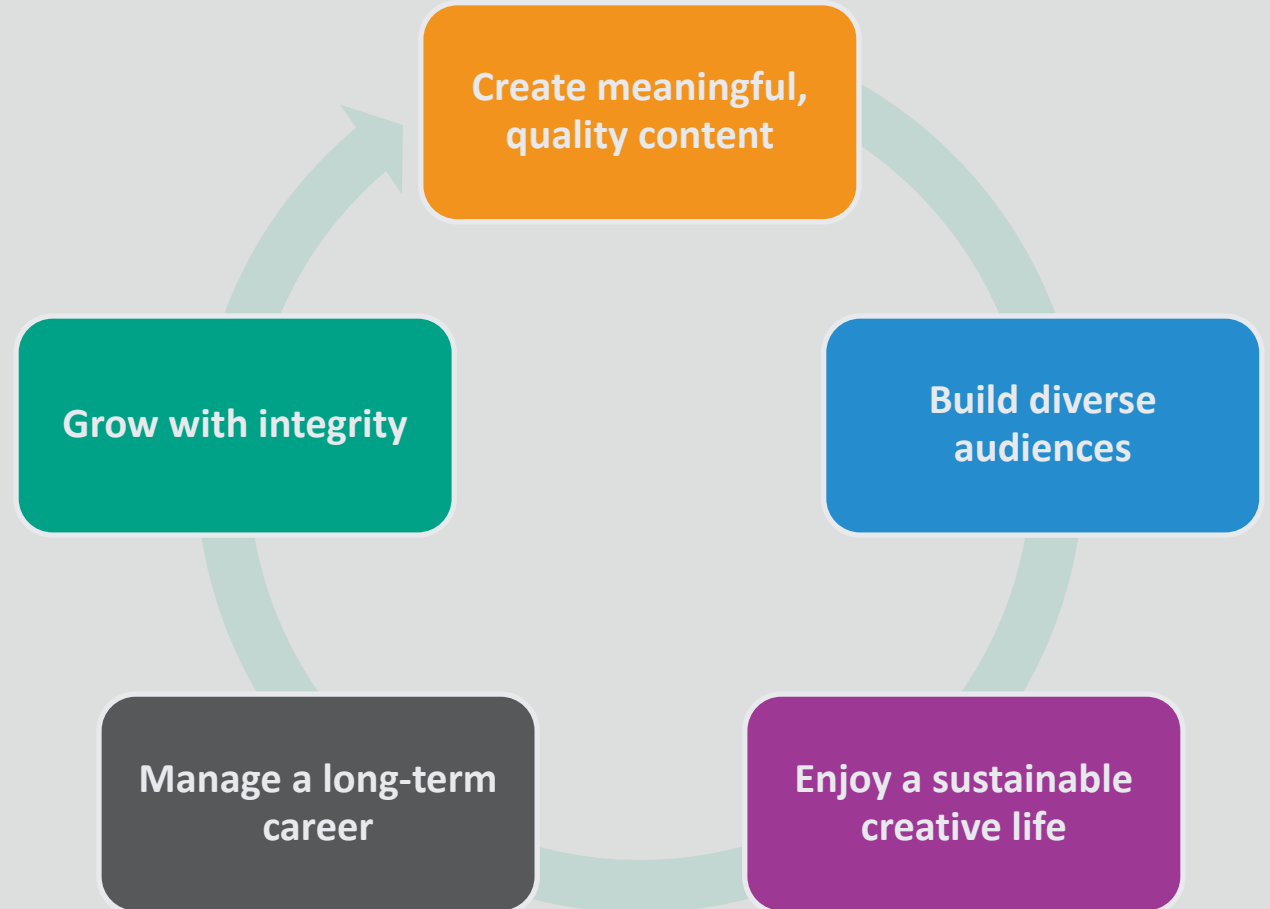 Create meaningful,
quality content
Build diverse
audiences
Enjoy a sustainable
creative life
Manage a long-term
career
Grow with integrity